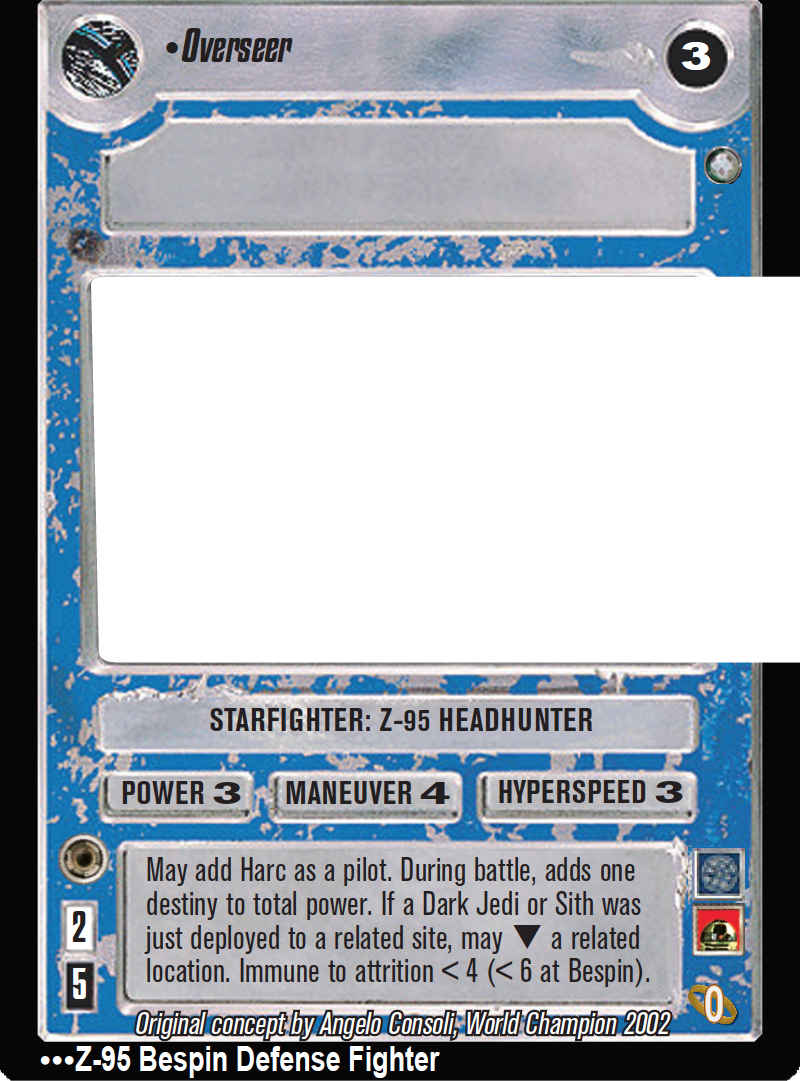 •Overseer
3
STARFIGHTER: Z-95 HEADHUNTER
POWER 3
MANEUVER 4
HYPERSPEED 3
May add Harc as a pilot. During battle, adds one
destiny to total power. If a Dark Jedi or Sith was
just deployed to a related site, may ▼ a related
location. Immune to attrition < 4 (< 6 at Bespin).
2
5
0
Original concept by Angelo Consoli, World Champion 2002
•••Z-95 Bespin Defense Fighter